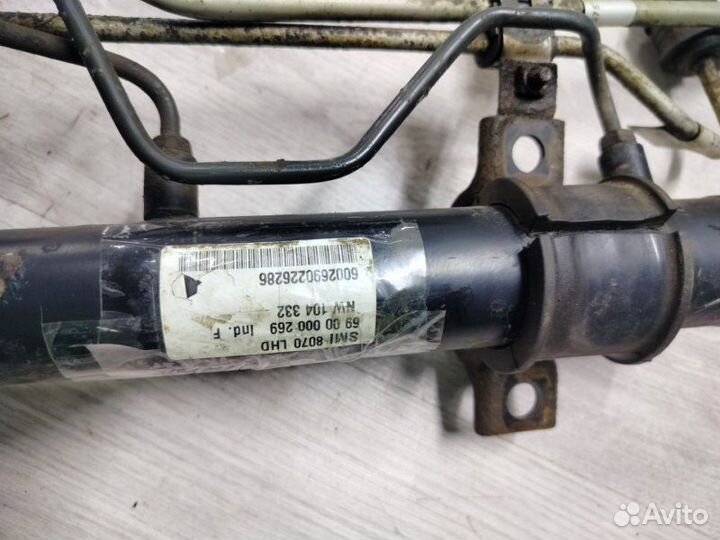 SMI 8070 LHD
69 00 000 269 ind. F
NW 104 332
6002690226286
Avito